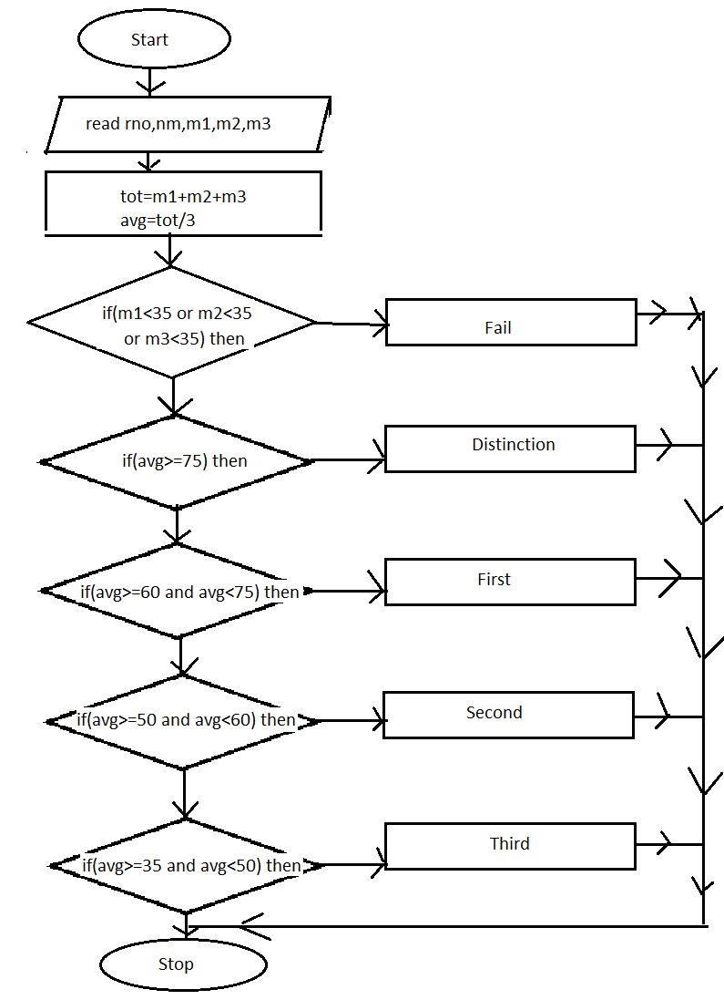 Start
read rno,nm,m1,m2,m3
tot=m1+m2+m3
avg=tot/3
if(m1<35 or m2<35
or m3<35) then
Fail
if(avg>=75) then
Distinction
if(avg>=60 and avg<75) then
First
if(avg>=50 and avg<60) then
Second
if(avg>=35 and avg<50) then
Third
Stop